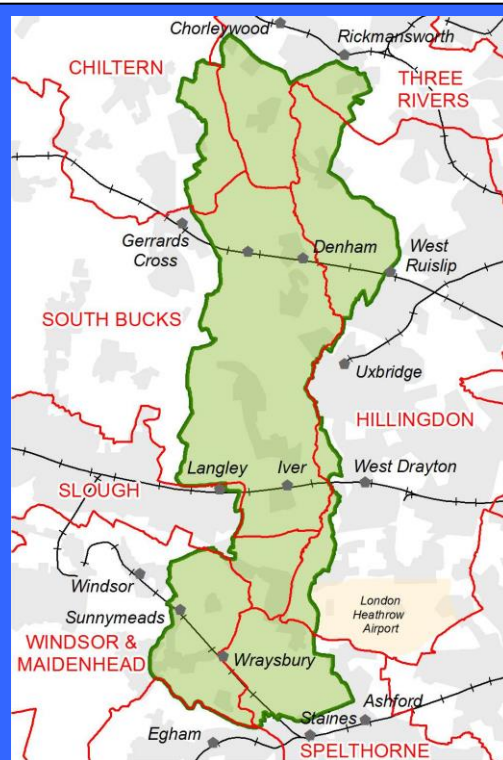 Chorleywood
Rickmansworth
CHILTERN
THREE
RIVERS
Gerrards
Cross
Denham
West
Ruislip
SOUTH BUCKS
Uxbridge
HILLINGDON
Langley
Iver
West Drayton
SLOUGH
Windsor
Sunnymeads
London
Heathrow
Airport
WINDSOR &
MAIDENHEAD
Wraysbury
Ashford
Staines
Egham
SPELTHORNE